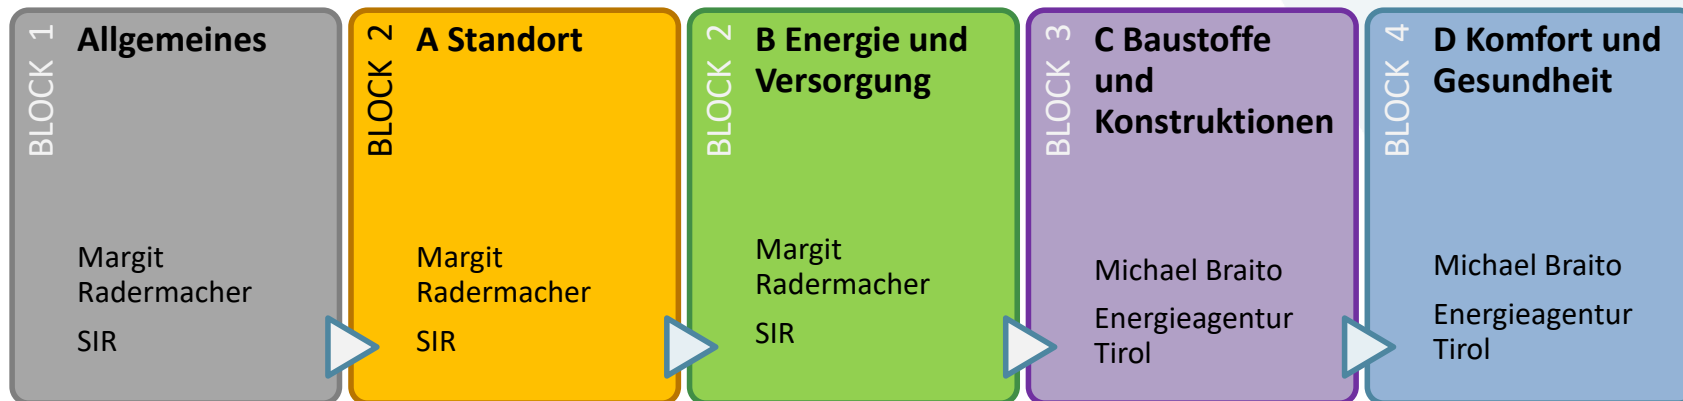 BLOCK 1
Allgemeines
Margit
Radermacher
SIR
BLOCK 2
A Standort
Margit
Radermacher
SIR
BLOCK 2
B Energie und
Versorgung
Margit
Radermacher
SIR
BLOCK 3
C Baustoffe
und
Konstruktionen
Michael Braito
Energieagentur
Tirol
BLOCK 4
D Komfort und
Gesundheit
Michael Braito
Energieagentur
Tirol